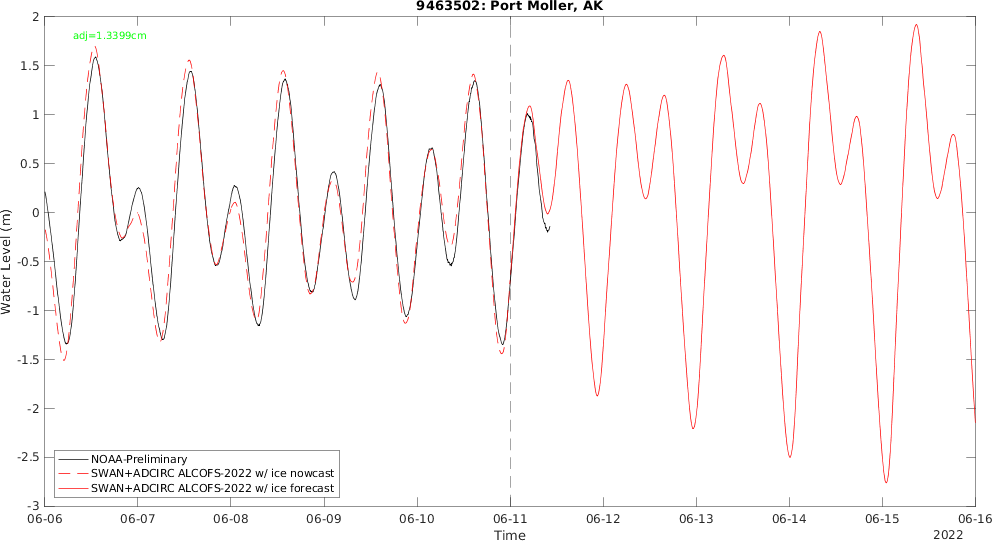 9463502: Port Moller, AK
adj=1.3399cm
Water Level (m)
2
1.5
1
0.5
0
-0.5
-1
-1.5
-2
-2.5
-3
NOAA-Preliminary
SWAN+ADCIRC ALCOFS-2022 w/ ice nowcast
SWAN+ADCIRC ALCOFS-2022 w/ ice forecast
06-06 06-07 06-08 06-09 06-10 06-11 06-12 06-13 06-14 06-15 06-16
Time
2022